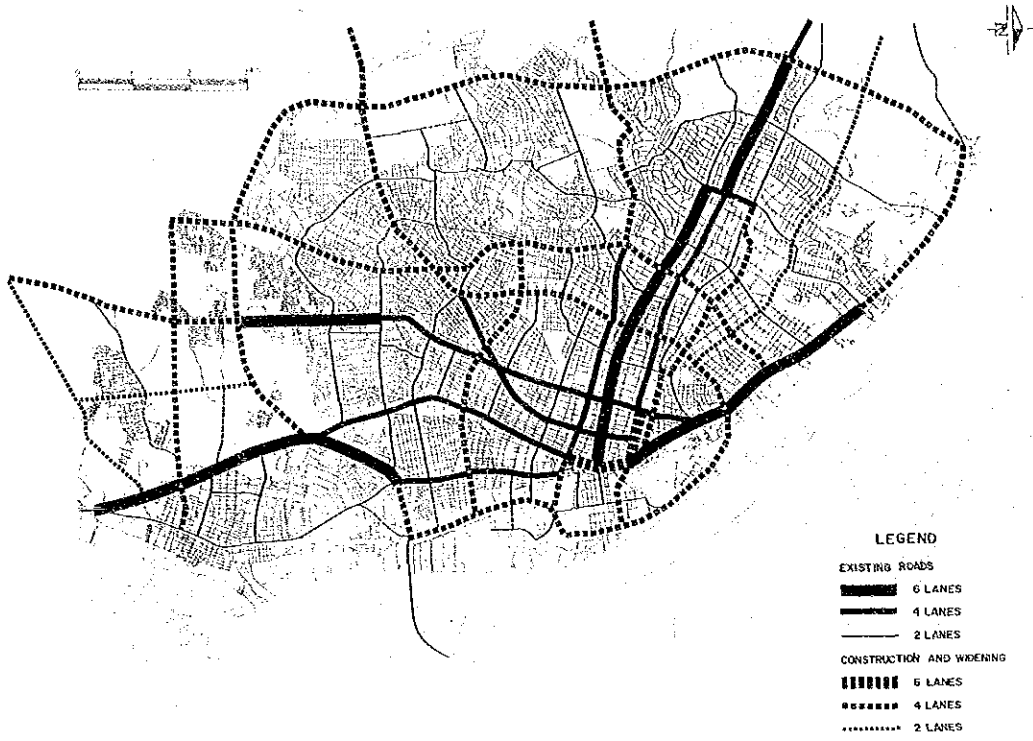 N
LEGEND
EXISTING ROADS
6 LANES
4 LANES
2 LANES
CONSTRUCTION AND WIDENING
6 LANES
4 LANES
2 LANES